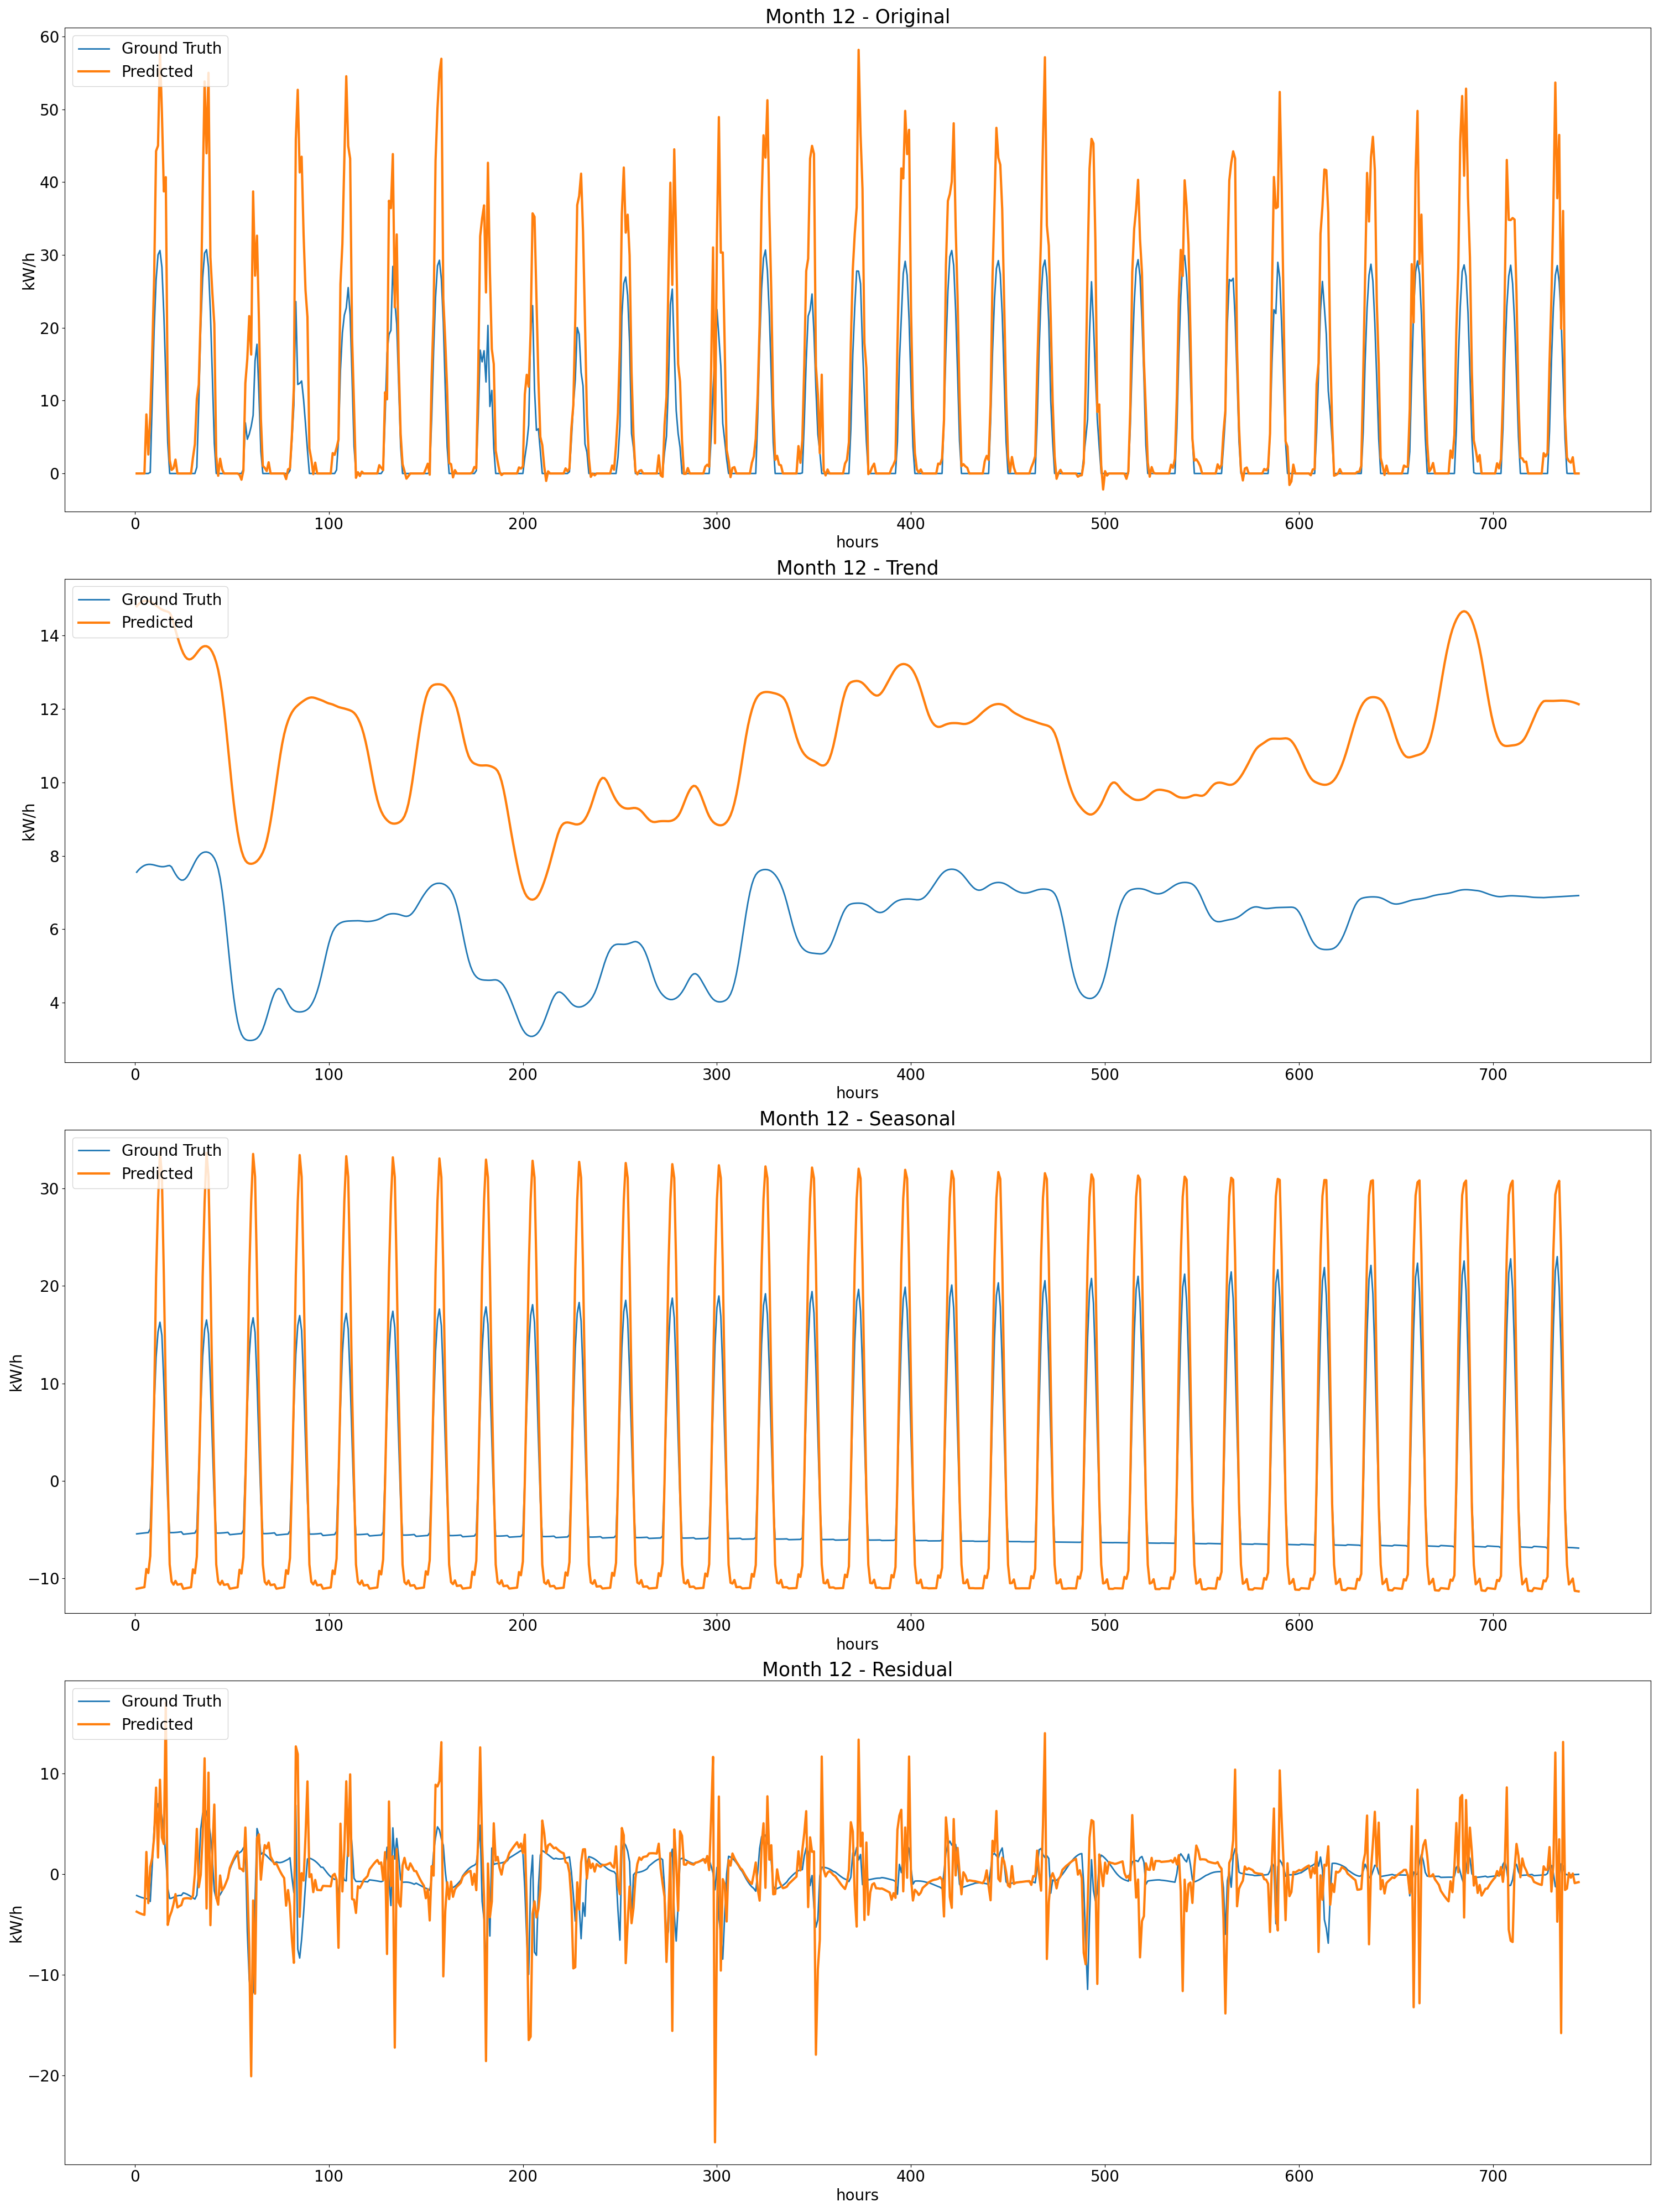 Month 12 - Original
Ground Truth
Predicted
60
50
40
30
20
10
0
kW/h
0 100 200 300 400 500 600 700
hours
Month 12 - Trend
Ground Truth
Predicted
14
12
10
8
6
4
kW/h
0 100 200 300 400 500 600 700
hours
Month 12 - Seasonal
Ground Truth
Predicted
30
20
10
0
−10
kW/h
0 100 200 300 400 500 600 700
hours
Month 12 - Residual
Ground Truth
Predicted
10
0
−10
−20
kW/h
0 100 200 300 400 500 600 700
hours